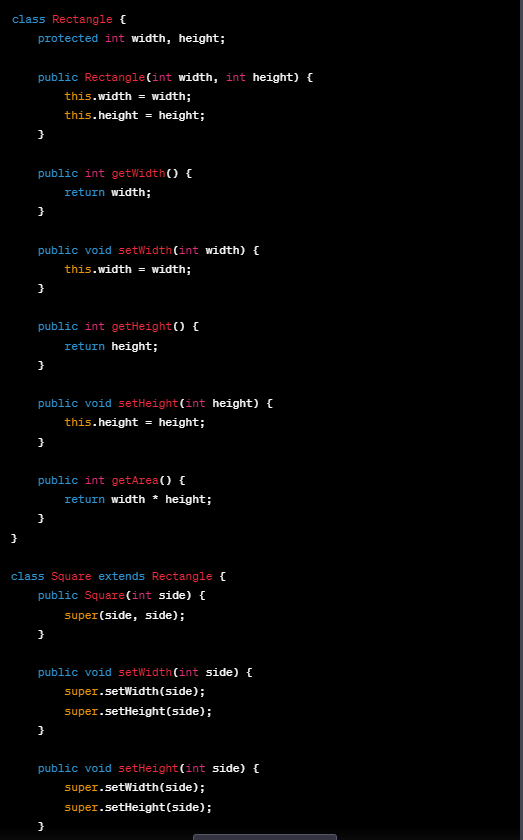 class Rectangle {
    protected int width, height;

    public Rectangle(int width, int height) {
        this.width = width;
        this.height = height;
    }

    public int getWidth() {
        return width;
    }

    public void setWidth(int width) {
        this.width = width;
    }

    public int getHeight() {
        return height;
    }

    public void setHeight(int height) {
        this.height = height;
    }

    public int getArea() {
        return width * height;
    }
}

class Square extends Rectangle {
    public Square(int side) {
        super(side, side);
    }

    public void setWidth(int side) {
        super.setWidth(side);
        super.setHeight(side);
    }

    public void setHeight(int side) {
        super.setWidth(side);
        super.setHeight(side);
    }